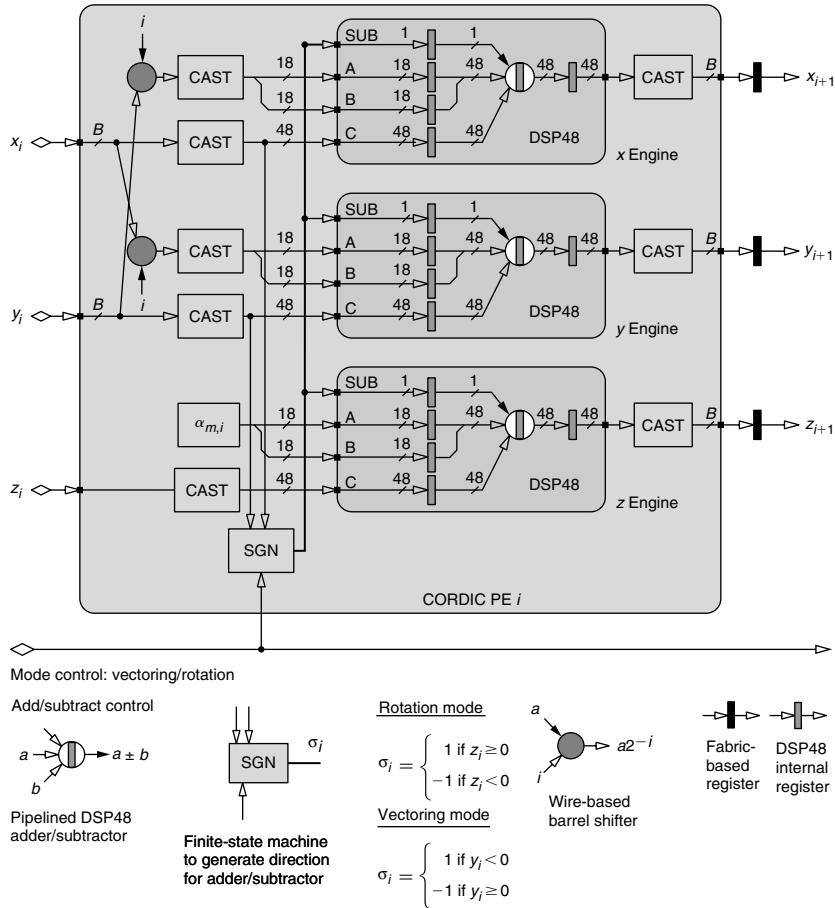 i
SUB
1
1
CAST
18
A
18
48
48
48
CAST
B
x_{i+1}
18
B
18
x_i
B
CAST
48
C
48
48
DSP48
x Engine
SUB
1
1
CAST
18
A
18
48
48
48
CAST
B
y_{i+1}
18
B
18
i
y_i
B
CAST
48
C
48
48
DSP48
y Engine
SUB
1
1
α_{m,i}
18
A
18
48
48
48
CAST
B
z_{i+1}
18
B
18
z_i
CAST
48
C
48
48
DSP48
z Engine
SGN
CORDIC PE i
Mode control: vectoring/rotation
Add/subtract control
a
b
a ± b
Pipelined DSP48
adder/subtractor
SGN
σ_i
Finite-state machine
to generate direction
for adder/subtractor
Rotation mode
σ_i = { 1 if z_i ≥ 0
−1 if z_i < 0
Vectoring mode
σ_i = { 1 if y_i < 0
−1 if y_i ≥ 0
a
i
a2^{−i}
Wire-based
barrel shifter
Fabric-
based
register
DSP48
internal
register